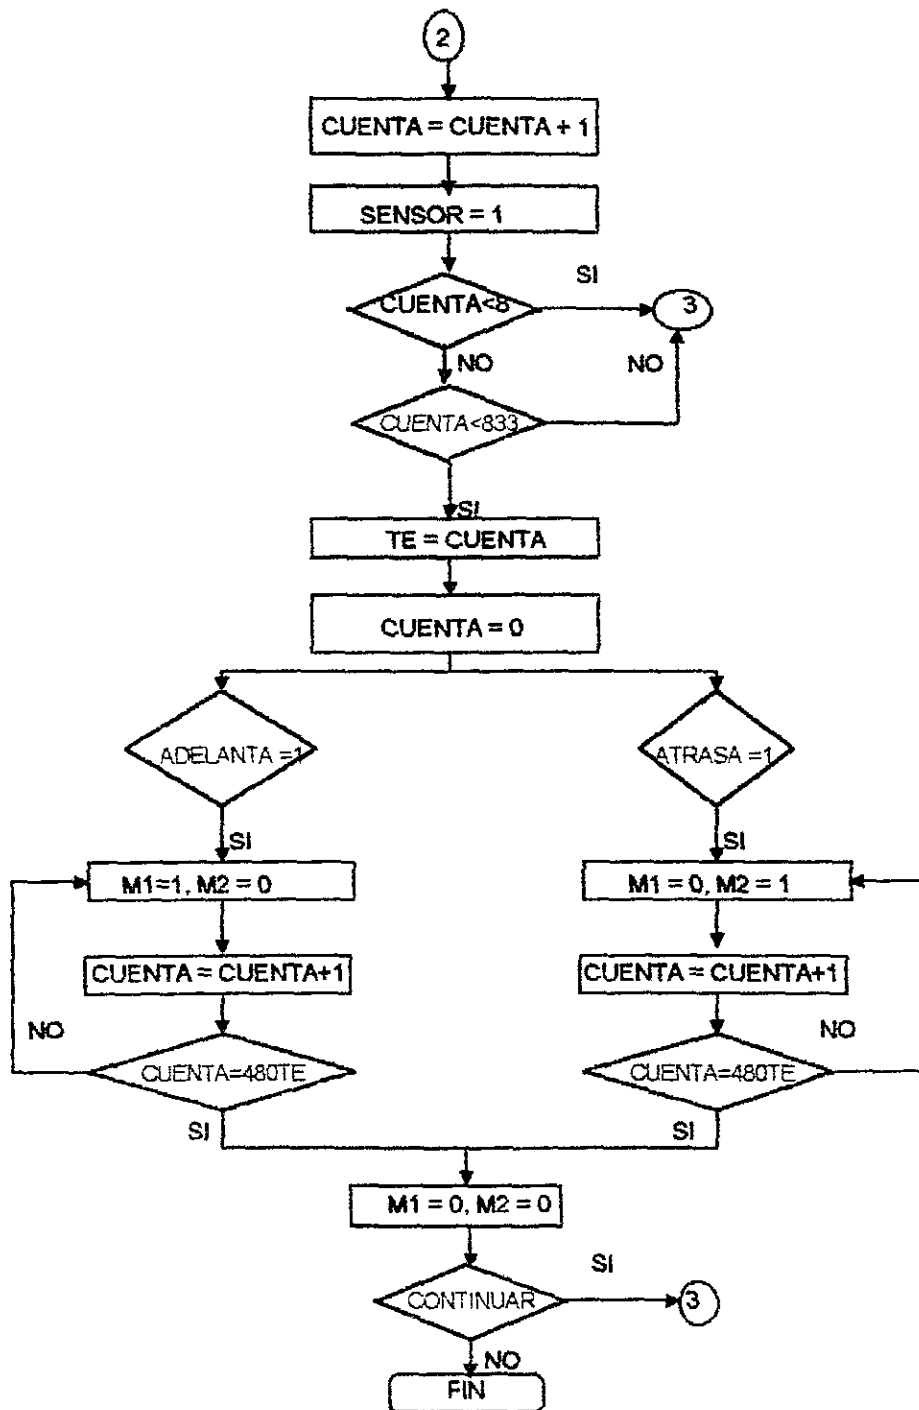 2
CUENTA = CUENTA + 1
SENSOR = 1
SI
CUENTA<8
3
NO
NO
CUENTA<833
SI
TE = CUENTA
CUENTA = 0
ADELANTA =1
ATRASA =1
SI
SI
M1=1, M2 = 0
M1 = 0, M2 = 1
CUENTA = CUENTA+1
CUENTA = CUENTA+1
NO
NO
CUENTA=480TE
CUENTA=480TE
SI
SI
M1 = 0, M2 = 0
SI
CONTINUAR
3
NO
FIN